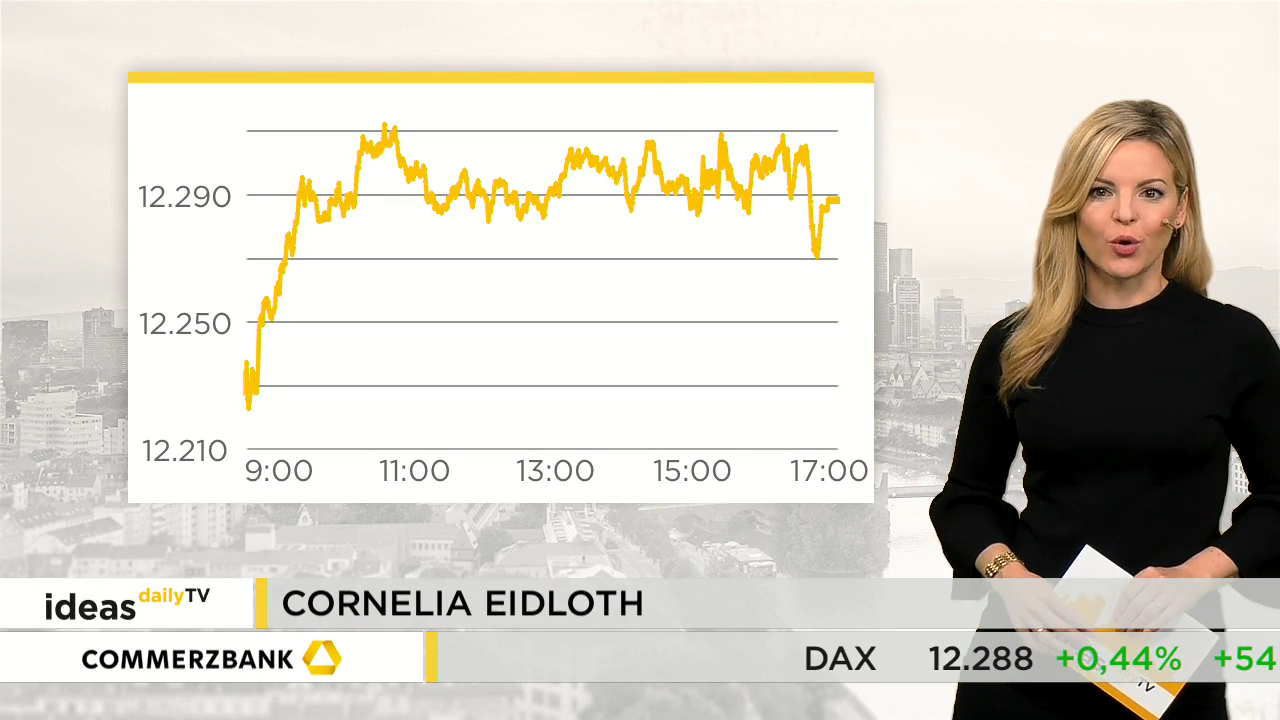 12.290
12.250
12.210
9:00 11:00 13:00 15:00 17:00
ideas dailyTV
CORNELIA EIDLOTH
COMMERZBANK
DAX 12.288 +0,44% +54
TV